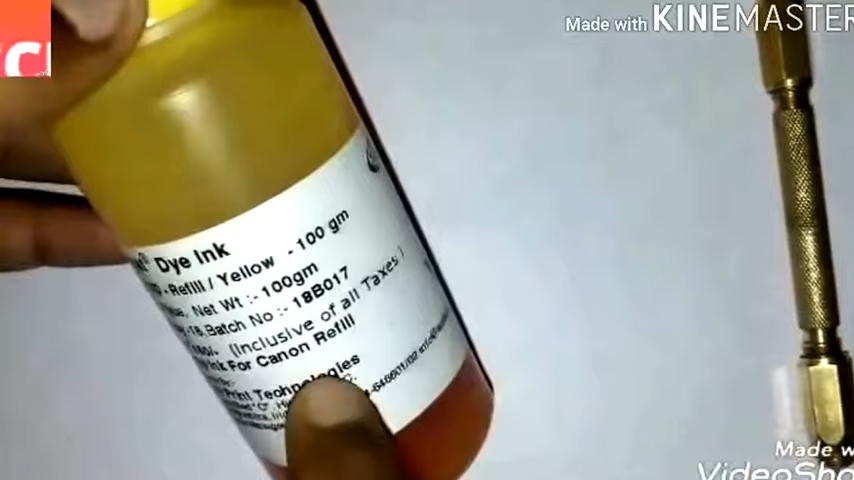 Made with KINEMASTER
Dye Ink
- Refill / Yellow - 100 gm
Net Wt :- 100gm
Batch No :- 18B017
(Inclusive of all Taxes)
Ink For Canon Refill
Print Technologies
Made w
VideoSho